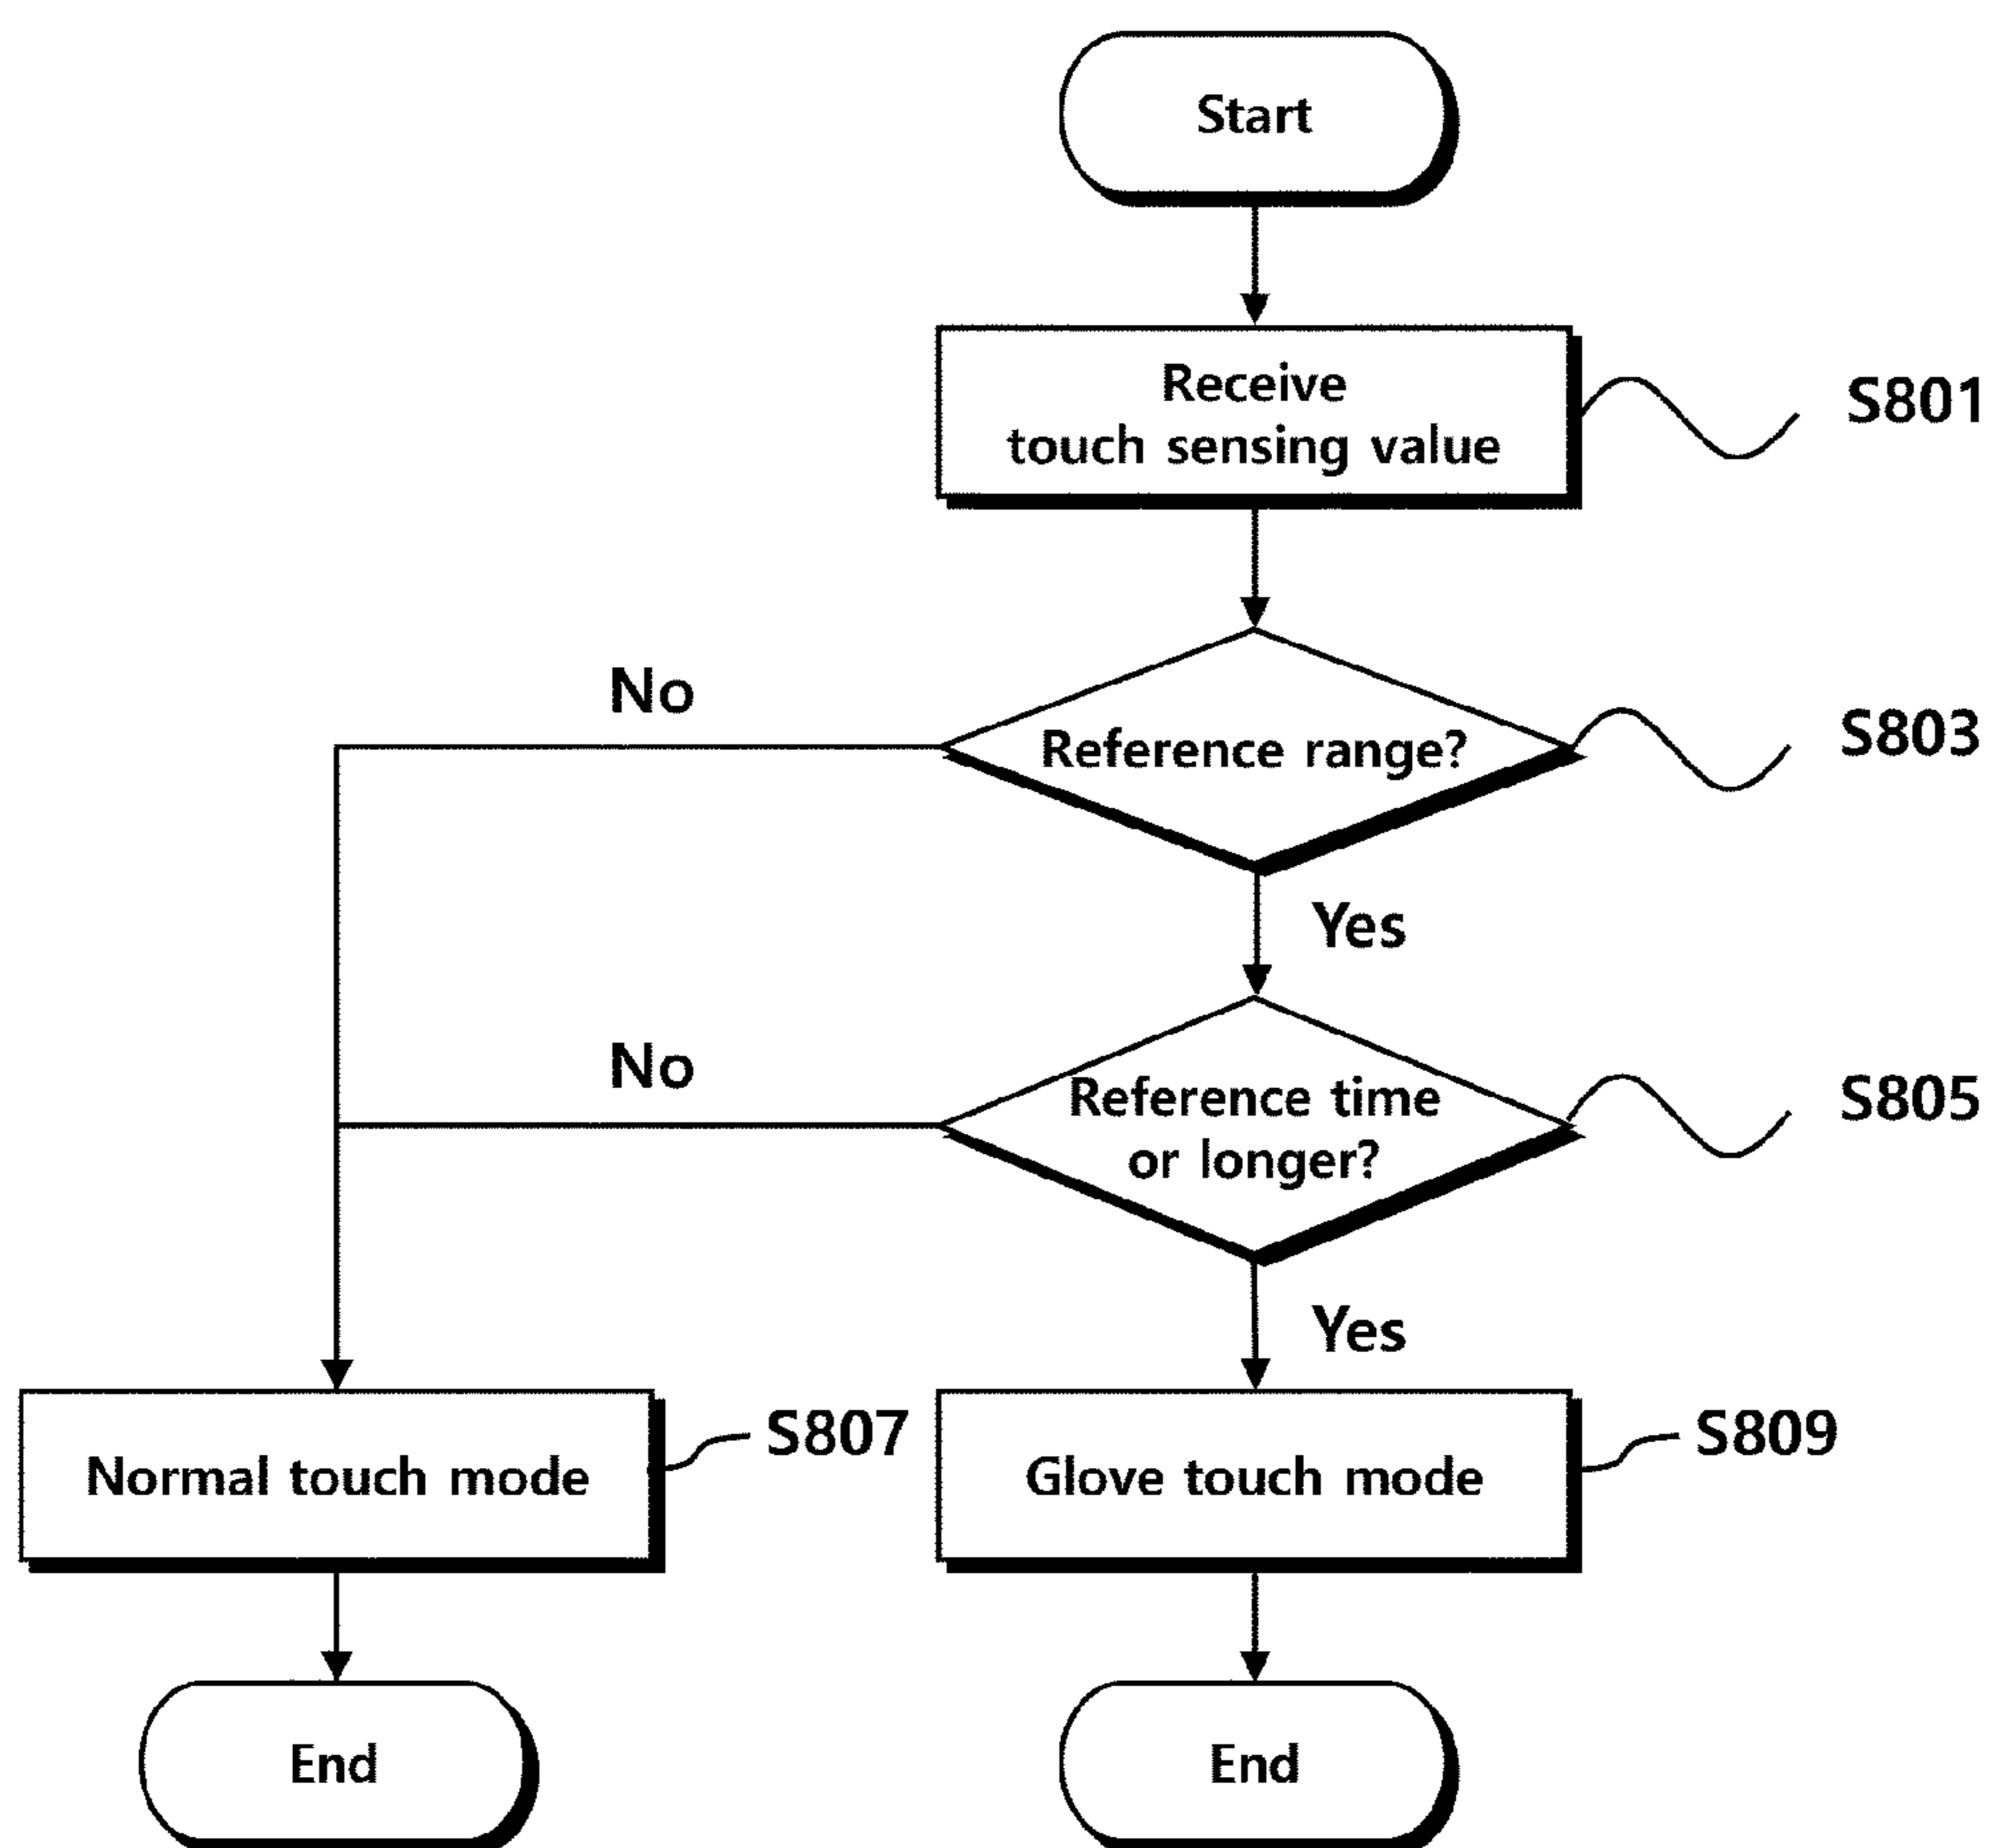 Start
Receive
touch sensing value
S801
No
Reference range?
S803
Yes
No
Reference time
or longer?
S805
Yes
Normal touch mode
S807
Glove touch mode
S809
End
End